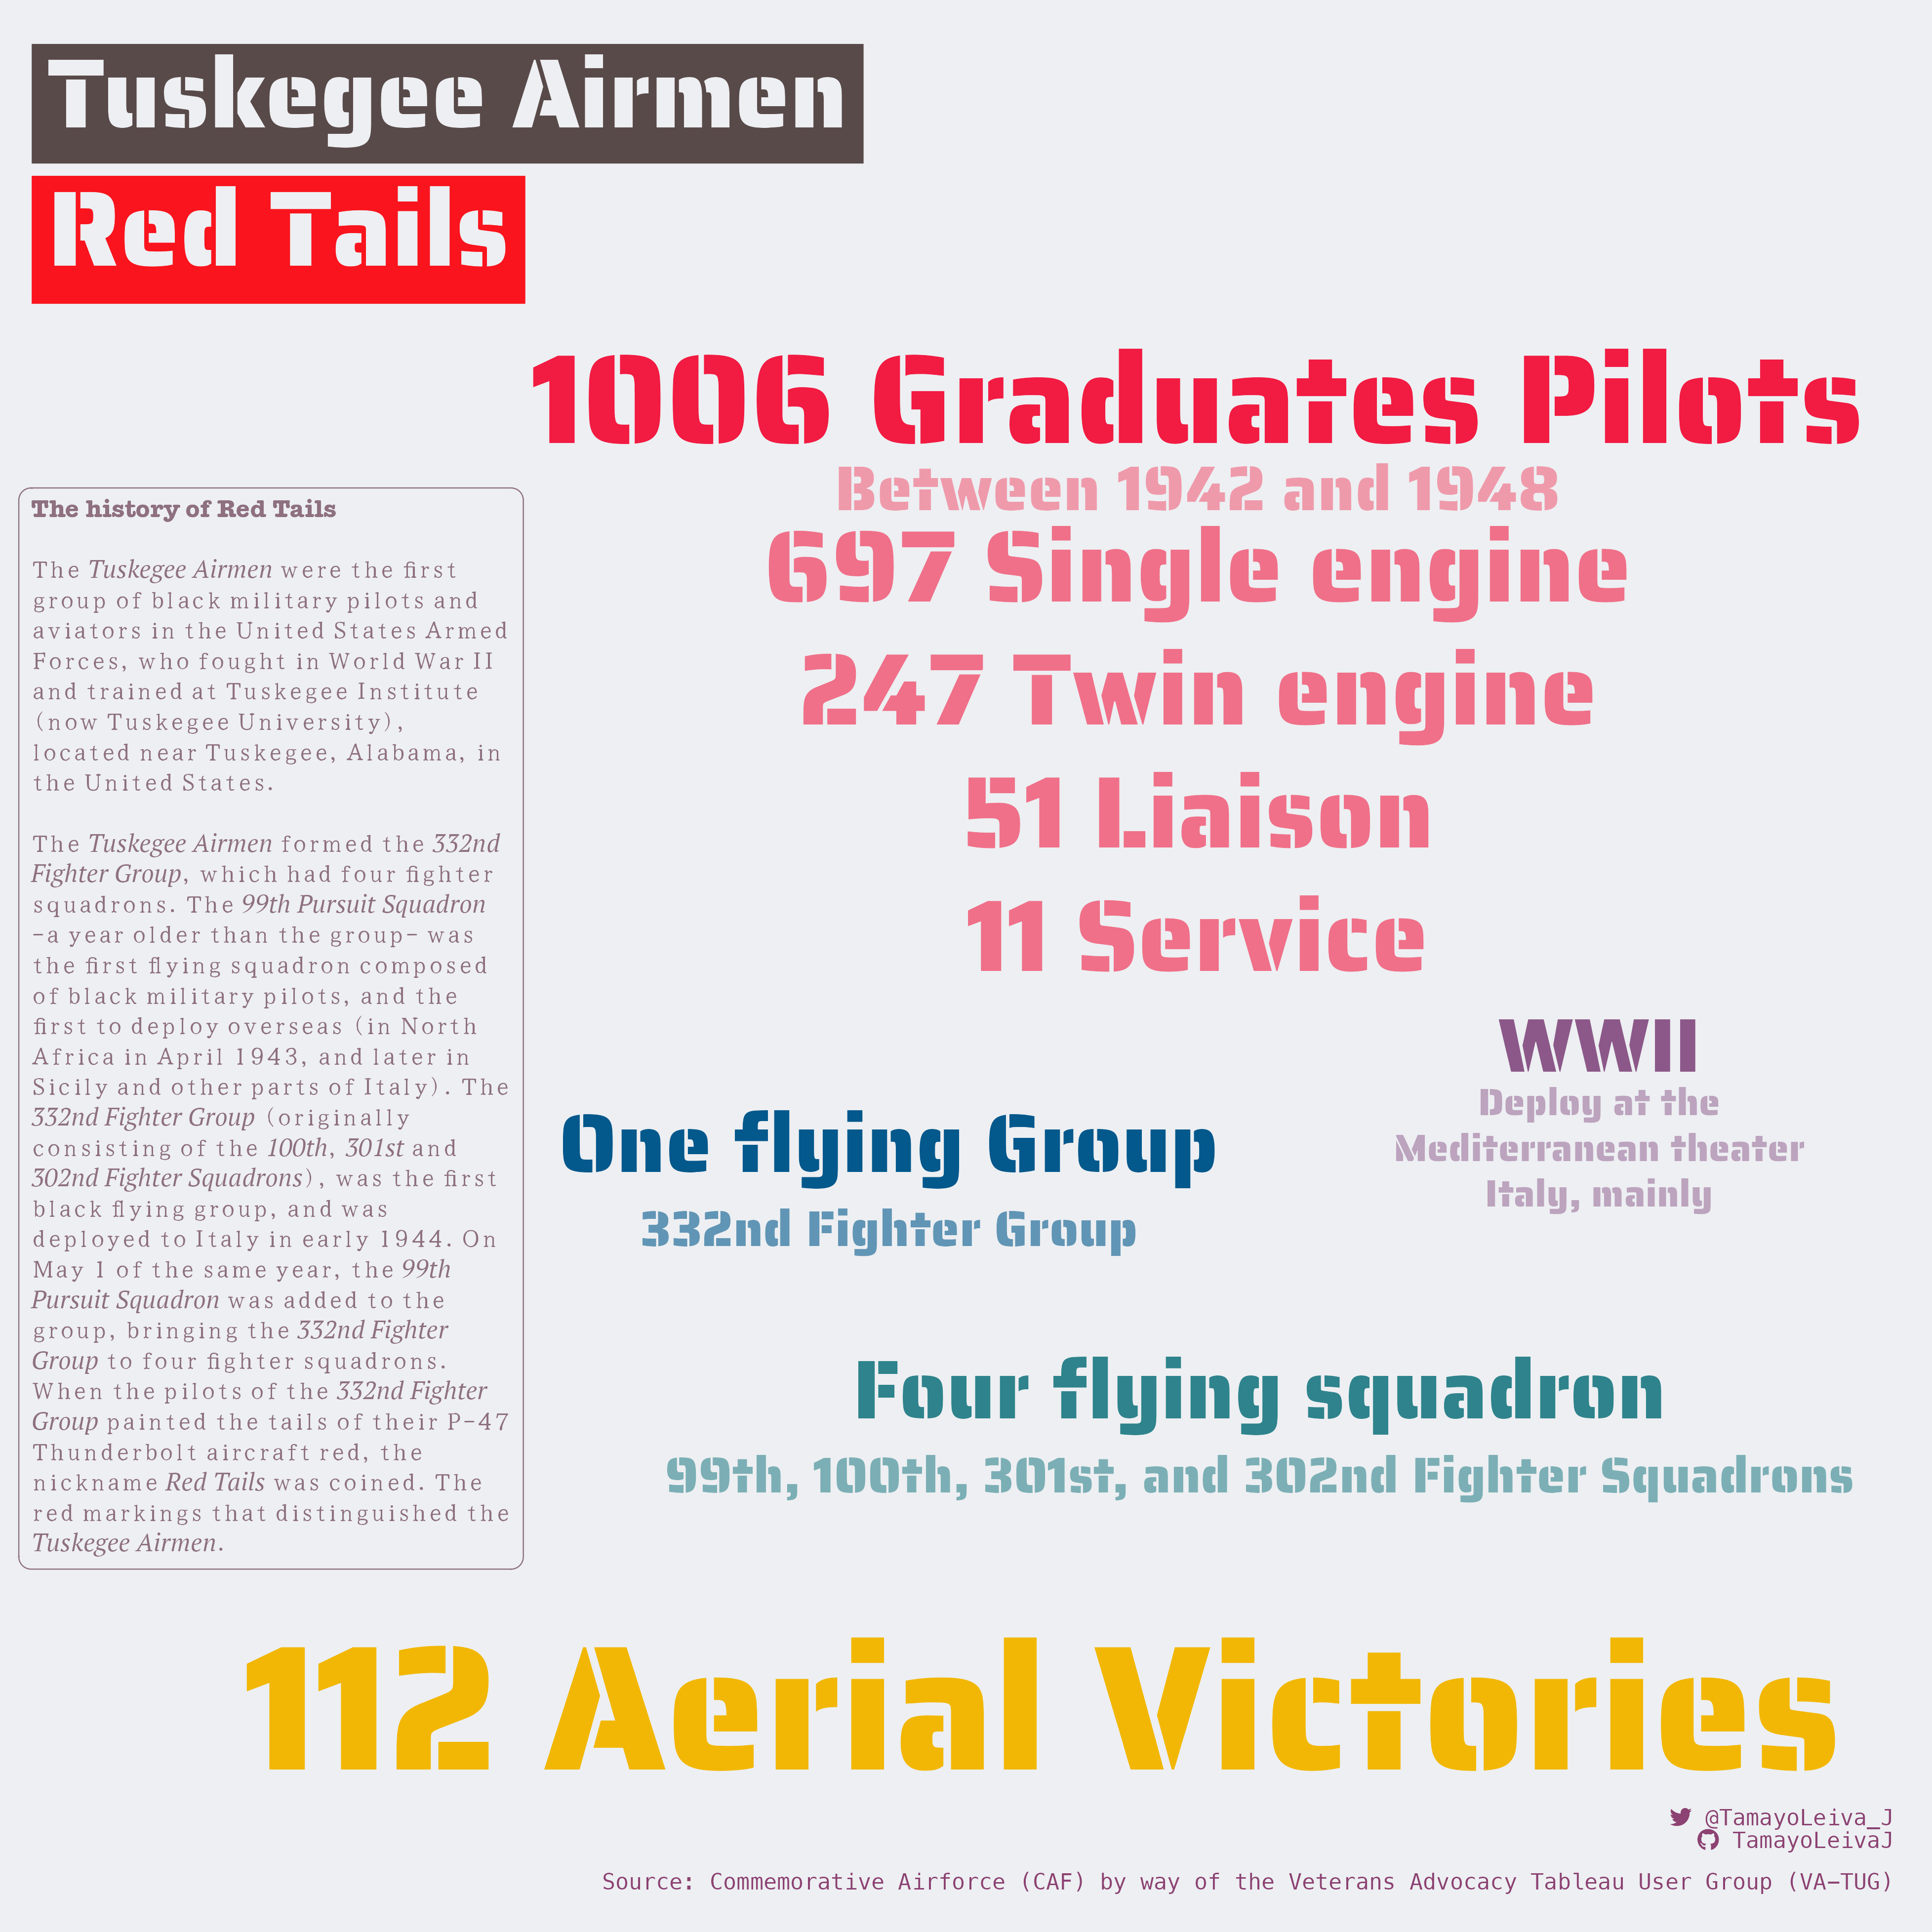 Tuskegee Airmen
Red Tails
1006 Graduates Pilots
Between 1942 and 1948
697 Single engine
247 Twin engine
51 Liaison
11 Service
The history of Red Tails
The Tuskegee Airmen were the first
group of black military pilots and
aviators in the United States Armed
Forces, who fought in World War II
and trained at Tuskegee Institute
(now Tuskegee University),
located near Tuskegee, Alabama, in
the United States.
The Tuskegee Airmen formed the 332nd
Fighter Group, which had four fighter
squadrons. The 99th Pursuit Squadron
-a year older than the group- was
the first flying squadron composed
of black military pilots, and the
first to deploy overseas (in North
Africa in April 1943, and later in
Sicily and other parts of Italy). The
332nd Fighter Group (originally
consisting of the 100th, 301st and
302nd Fighter Squadrons), was the first
black flying group, and was
deployed to Italy in early 1944. On
May 1 of the same year, the 99th
Pursuit Squadron was added to the
group, bringing the 332nd Fighter
Group to four fighter squadrons.
When the pilots of the 332nd Fighter
Group painted the tails of their P-47
Thunderbolt aircraft red, the
nickname Red Tails was coined. The
red markings that distinguished the
Tuskegee Airmen.
WWII
Deploy at the
Mediterranean theater
Italy, mainly
One flying Group
332nd Fighter Group
Four flying squadron
99th, 100th, 301st, and 302nd Fighter Squadrons
112 Aerial Victories
@TamayoLeiva_J
TamayoLeivaJ
Source: Commemorative Airforce (CAF) by way of the Veterans Advocacy Tableau User Group (VA-TUG)